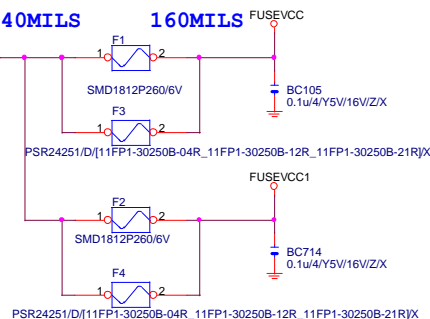 40MILS 160MILS FUSEVCC
F1
1 2
SMD1812P260/6V
BC105
0.1u/4/Y5V/16V/Z/X
F3
1 2
PSR24251/D/[11FP1-30250B-04R_11FP1-30250B-12R_11FP1-30250B-21R]/X
FUSEVCC1
F2
1 2
SMD1812P260/6V
BC714
0.1u/4/Y5V/16V/Z/X
F4
1 2
PSR24251/D/[11FP1-30250B-04R_11FP1-30250B-12R_11FP1-30250B-21R]/X